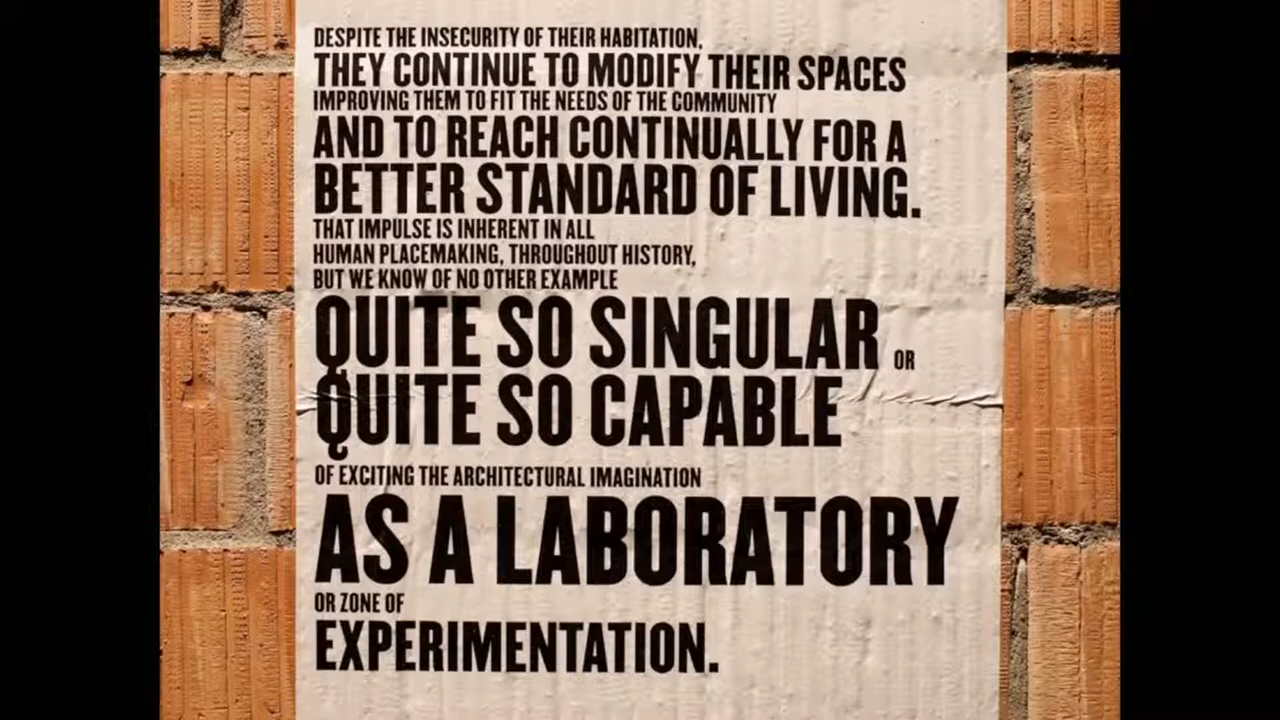 DESPITE THE INSECURITY OF THEIR HABITATION,
THEY CONTINUE TO MODIFY THEIR SPACES
IMPROVING THEM TO FIT THE NEEDS OF THE COMMUNITY
AND TO REACH CONTINUALLY FOR A
BETTER STANDARD OF LIVING.
THAT IMPULSE IS INHERENT IN ALL
HUMAN PLACEMAKING, THROUGHOUT HISTORY,
BUT WE KNOW OF NO OTHER EXAMPLE
QUITE SO SINGULAR OR
QUITE SO CAPABLE
OF EXCITING THE ARCHITECTURAL IMAGINATION
AS A LABORATORY
OR ZONE OF
EXPERIMENTATION.